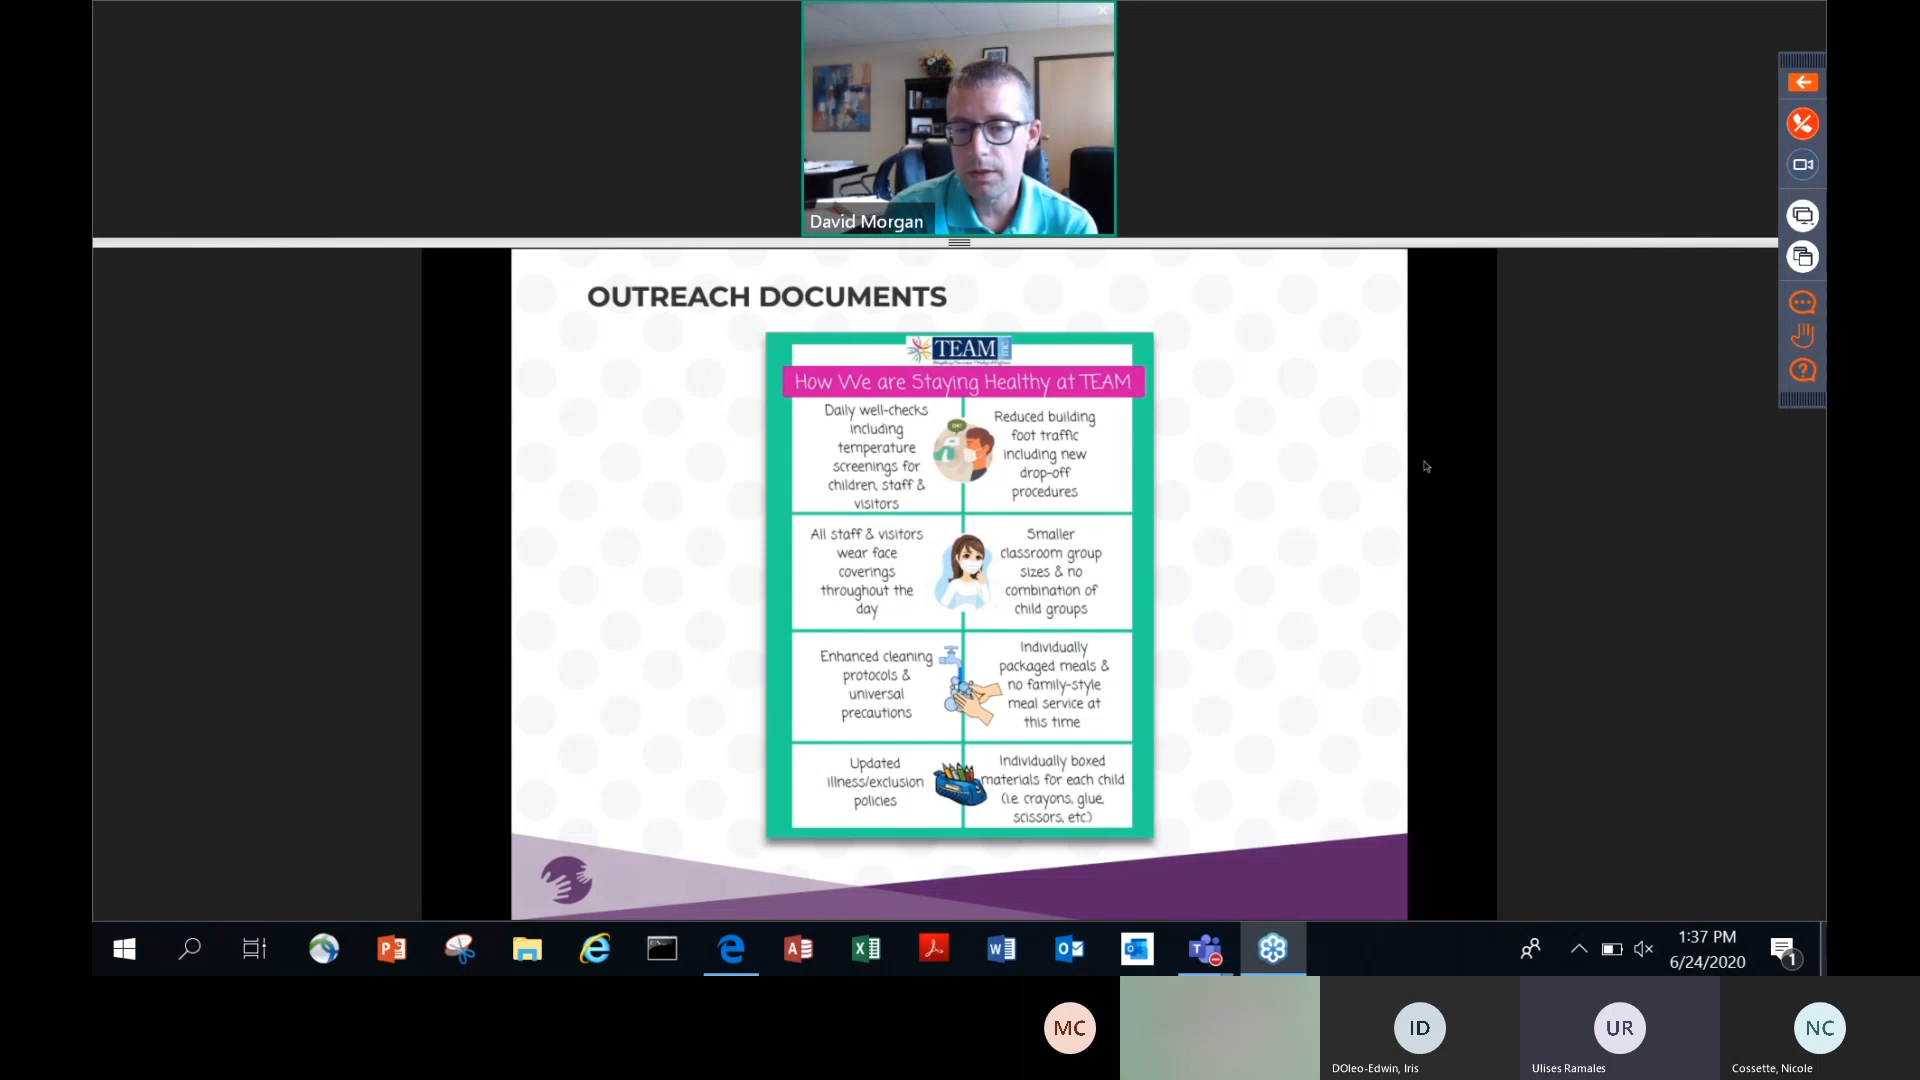 David Morgan
OUTREACH DOCUMENTS
TEAM inc
How We are Staying Healthy at TEAM
Daily well-checks
including
temperature
screenings for
children, staff &
visitors
OK!
Reduced building
foot traffic
including new
drop-off
procedures
All staff & visitors
wear face
coverings
throughout the
day
Smaller
classroom group
sizes & no
combination of
child groups
Enhanced cleaning
protocols &
universal
precautions
Individually
packaged meals &
no family-style
meal service at
this time
Updated
illness/exclusion
policies
Individually boxed
materials for each child
(i.e. crayons, glue,
scissors, etc.)
1:37 PM
6/24/2020
1
MC
ID
UR
NC
DOleo-Edwin, Iris
Ulises Ramales
Cossette, Nicole